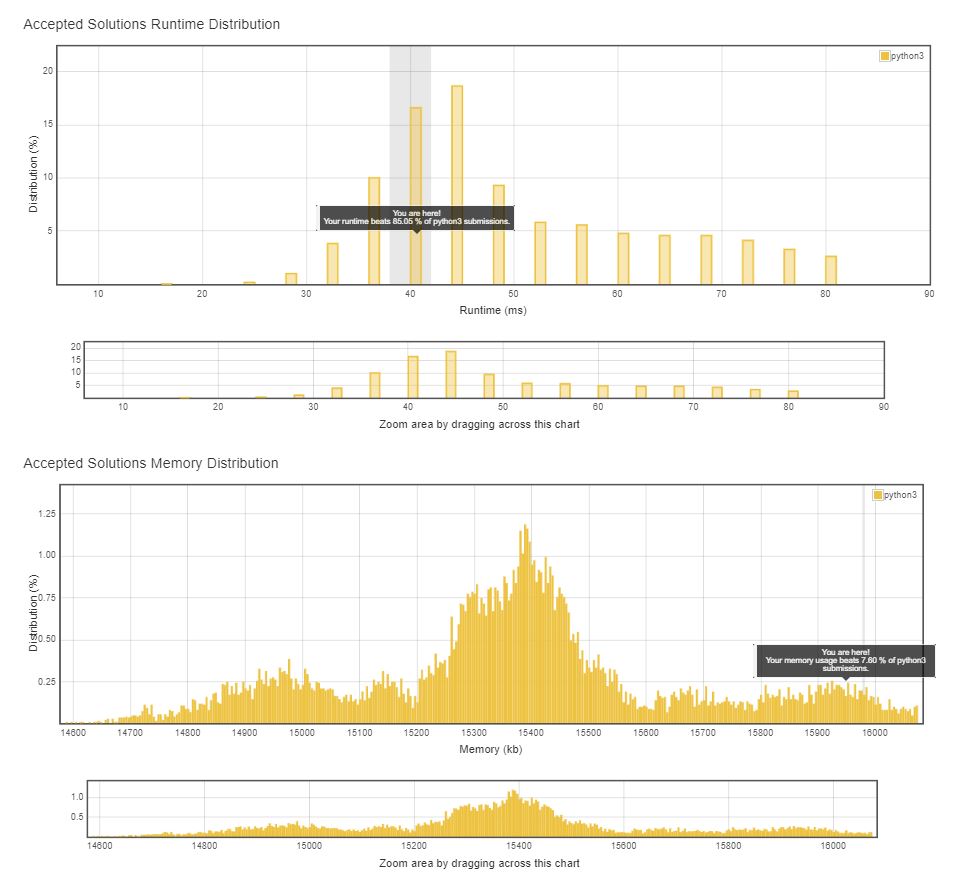 Accepted Solutions Runtime Distribution
python3
20
15
10
5
Distribution (%)
You are here!
Your runtime beats 85.05 % of python3 submissions.
10 20 30 40 50 60 70 80 90
Runtime (ms)
20
15
10
5
10 20 30 40 50 60 70 80 90
Zoom area by dragging across this chart
Accepted Solutions Memory Distribution
python3
1.25
1.00
0.75
0.50
0.25
Distribution (%)
You are here!
Your memory usage beats 7.60 % of python3
submissions.
14600 14700 14800 14900 15000 15100 15200 15300 15400 15500 15600 15700 15800 15900 16000
Memory (kb)
1.0
0.5
14600 14800 15000 15200 15400 15600 15800 16000
Zoom area by dragging across this chart